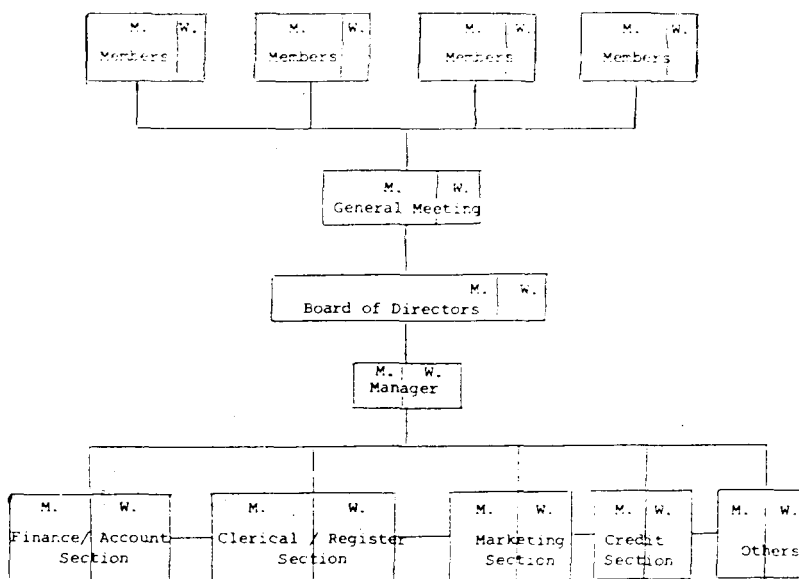 M. W. M. W. M. W. M. W.
Members Members Members Members
M. W.
General Meeting
M. W.
Board of Directors
M. W.
Manager
M. W. M. W. M. W. M. W. M. W.
Finance/ Account Clerical / Register Marketing Credit Others
Section Section Section Section